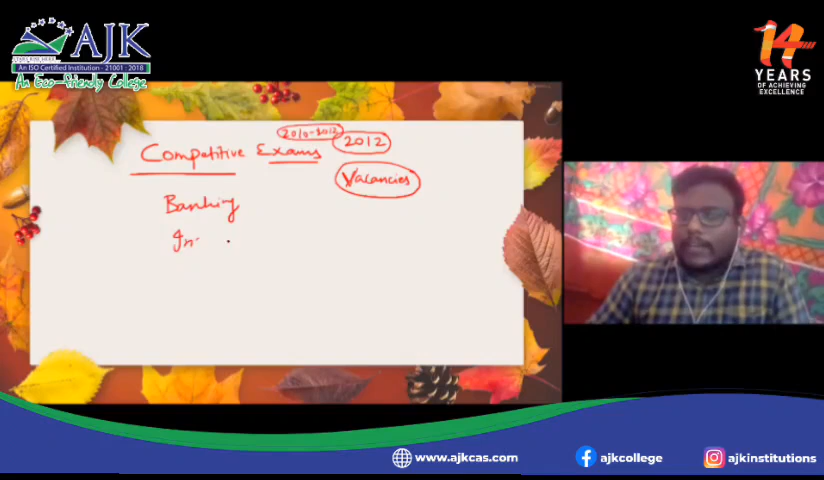 AJK
An ISO Certified Institution - 21001 : 2018
An Eco-friendly College
14
YEARS
OF ACHIEVING
EXCELLENCE
2010-2012
2012
Competitive Exams
Vacancies
Banking
In
www.ajkcas.com
ajkcollege
ajkinstitutions